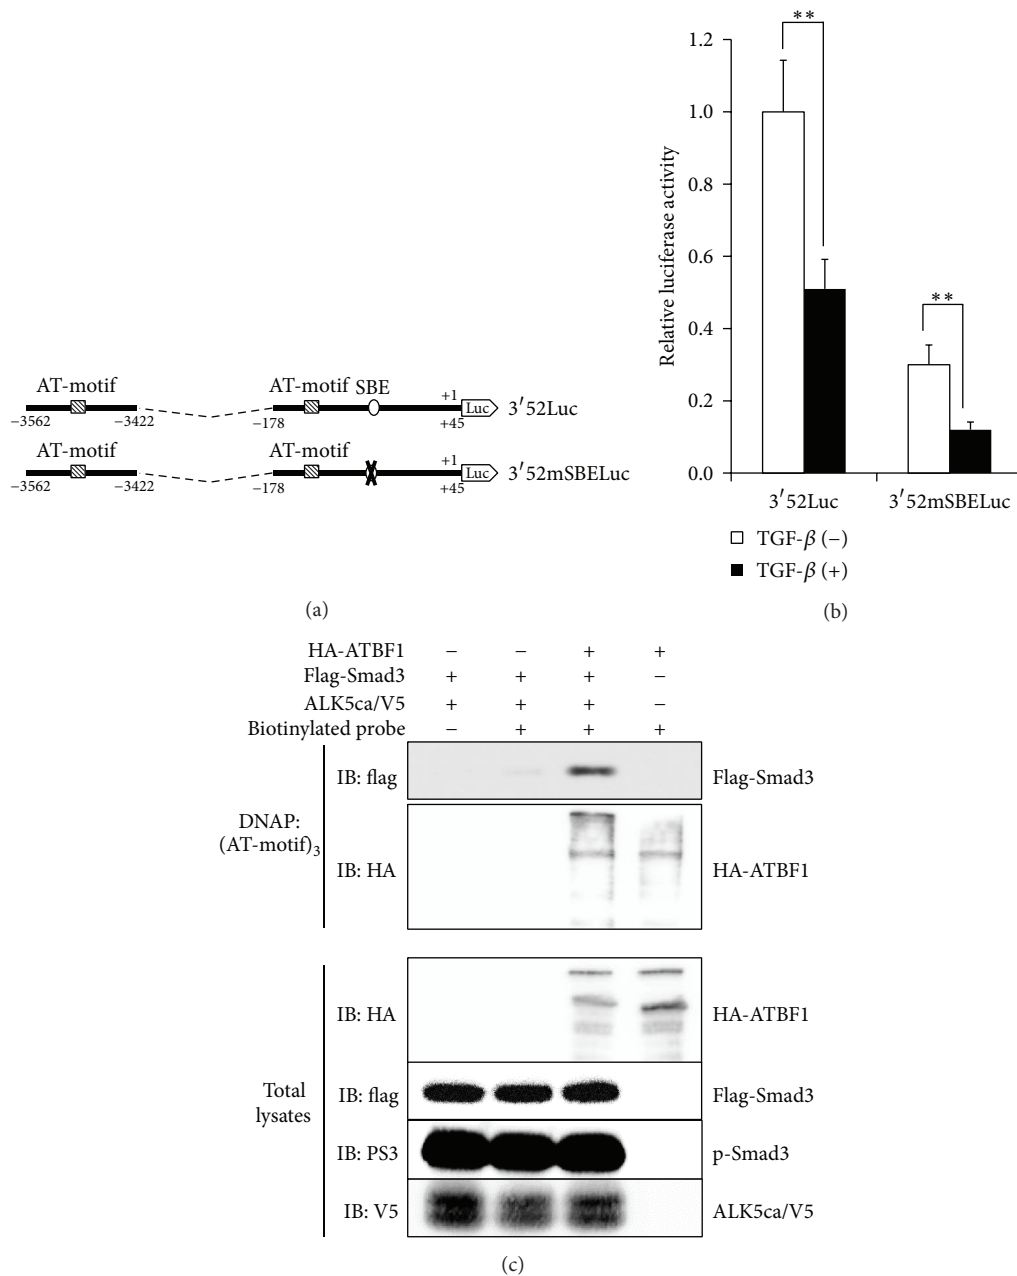 AT-motif
AT-motif
SBE
+1
Luc
3′52Luc
−3562
−3422
−178
+45
AT-motif
AT-motif
+1
Luc
3′52mSBELuc
−3562
−3422
−178
+45
(a)
Relative luciferase activity
1.2
1.0
0.8
0.6
0.4
0.2
0.0
**
**
3′52Luc
3′52mSBELuc
TGF-β (−)
TGF-β (+)
(b)
HA-ATBF1 − − + +
Flag-Smad3 + + + −
ALK5ca/V5 + + + −
Biotinylated probe − + + +
DNAP:
(AT-motif)₃
IB: flag
Flag-Smad3
IB: HA
HA-ATBF1
Total
lysates
IB: HA
HA-ATBF1
IB: flag
Flag-Smad3
IB: PS3
p-Smad3
IB: V5
ALK5ca/V5
(c)